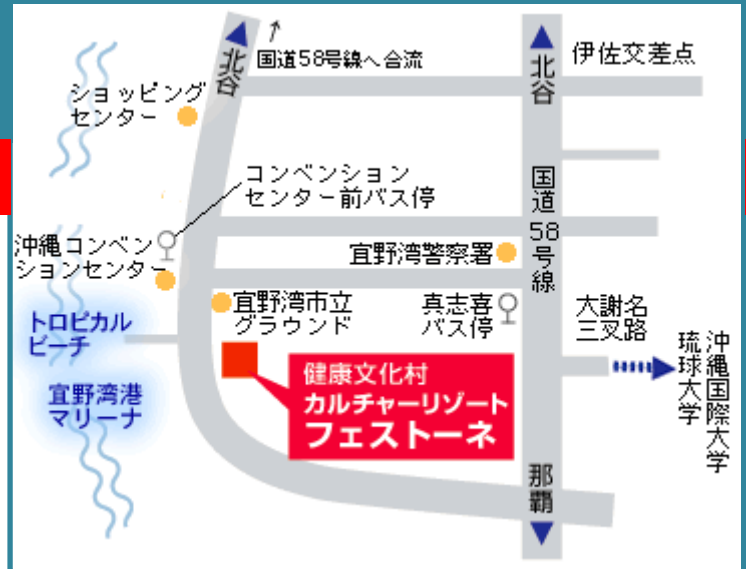 北谷
国道58号線へ合流
北谷
伊佐交差点
ショッピング
センター
コンベンション
センター前バス停
国道58号線
沖縄コンベン
ションセンター
宜野湾警察署
宜野湾市立
グラウンド
真志喜
バス停
大謝名
三叉路
トロピカル
ビーチ
沖縄国際大学
琉球大学
宜野湾港
マリーナ
健康文化村
カルチャーリゾート
フェストーネ
那覇